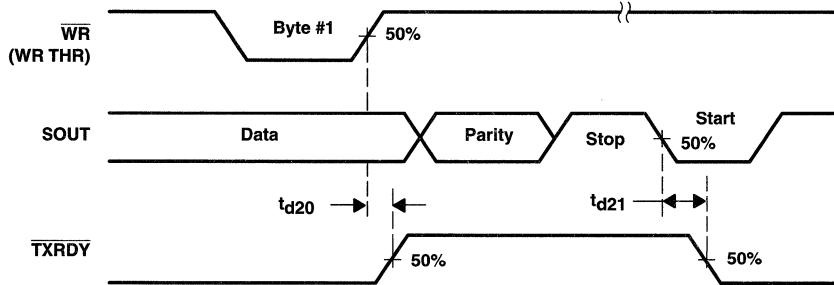 WR
(WR THR)
Byte #1
50%
SOUT
Data
Parity
Stop
Start
50%
td20
td21
TXRDY
50%
50%